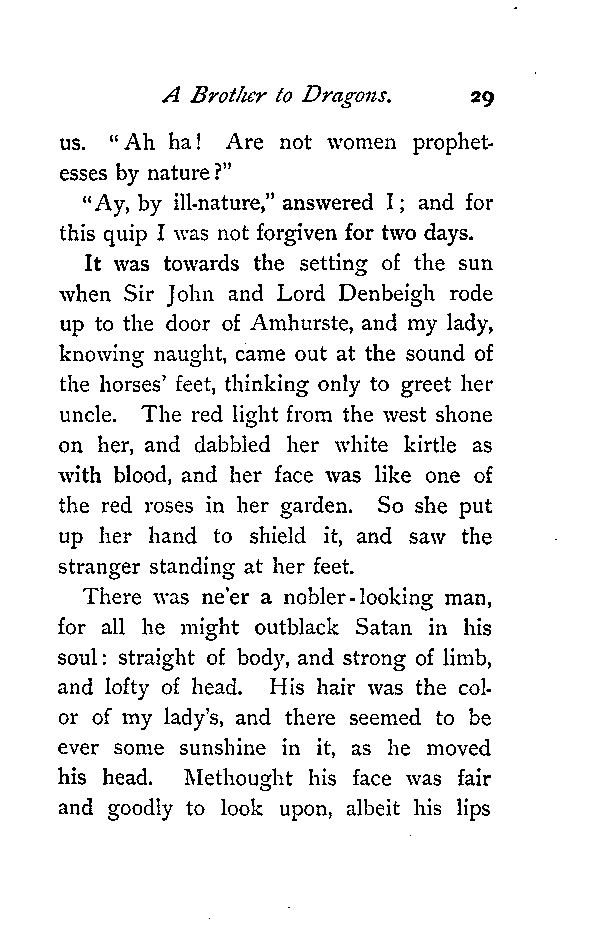 A Brother to Dragons. 29
us. "Ah ha! Are not women prophet-
esses by nature?"
"Ay, by ill-nature," answered I; and for
this quip I was not forgiven for two days.
It was towards the setting of the sun
when Sir John and Lord Denbeigh rode
up to the door of Amhurste, and my lady,
knowing naught, came out at the sound of
the horses' feet, thinking only to greet her
uncle. The red light from the west shone
on her, and dabbled her white kirtle as
with blood, and her face was like one of
the red roses in her garden. So she put
up her hand to shield it, and saw the
stranger standing at her feet.
There was ne'er a nobler-looking man,
for all he might outblack Satan in his
soul: straight of body, and strong of limb,
and lofty of head. His hair was the col-
or of my lady's, and there seemed to be
ever some sunshine in it, as he moved
his head. Methought his face was fair
and goodly to look upon, albeit his lips